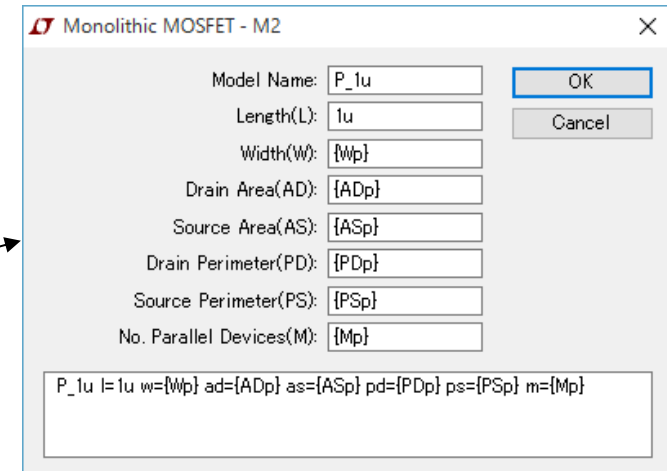 Monolithic MOSFET - M2
Model Name: P_1u
OK
Length(L): 1u
Cancel
Width(W): {Wp}
Drain Area(AD): {ADp}
Source Area(AS): {ASp}
Drain Perimeter(PD): {PDp}
Source Perimeter(PS): {PSp}
No. Parallel Devices(M): {Mp}
P_1u l=1u w={Wp} ad={ADp} as={ASp} pd={PDp} ps={PSp} m={Mp}